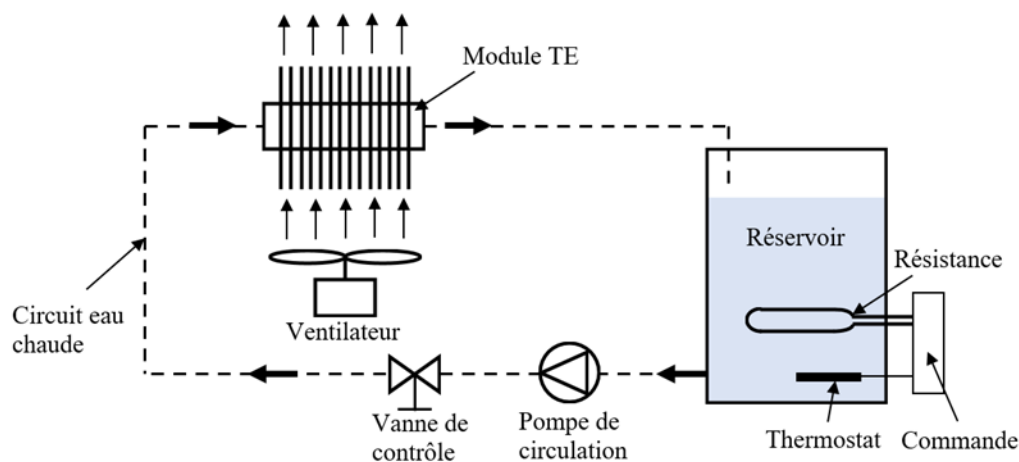 Module TE
Réservoir
Résistance
Circuit eau
chaude
Ventilateur
Vanne de
contrôle
Pompe de
circulation
Thermostat
Commande